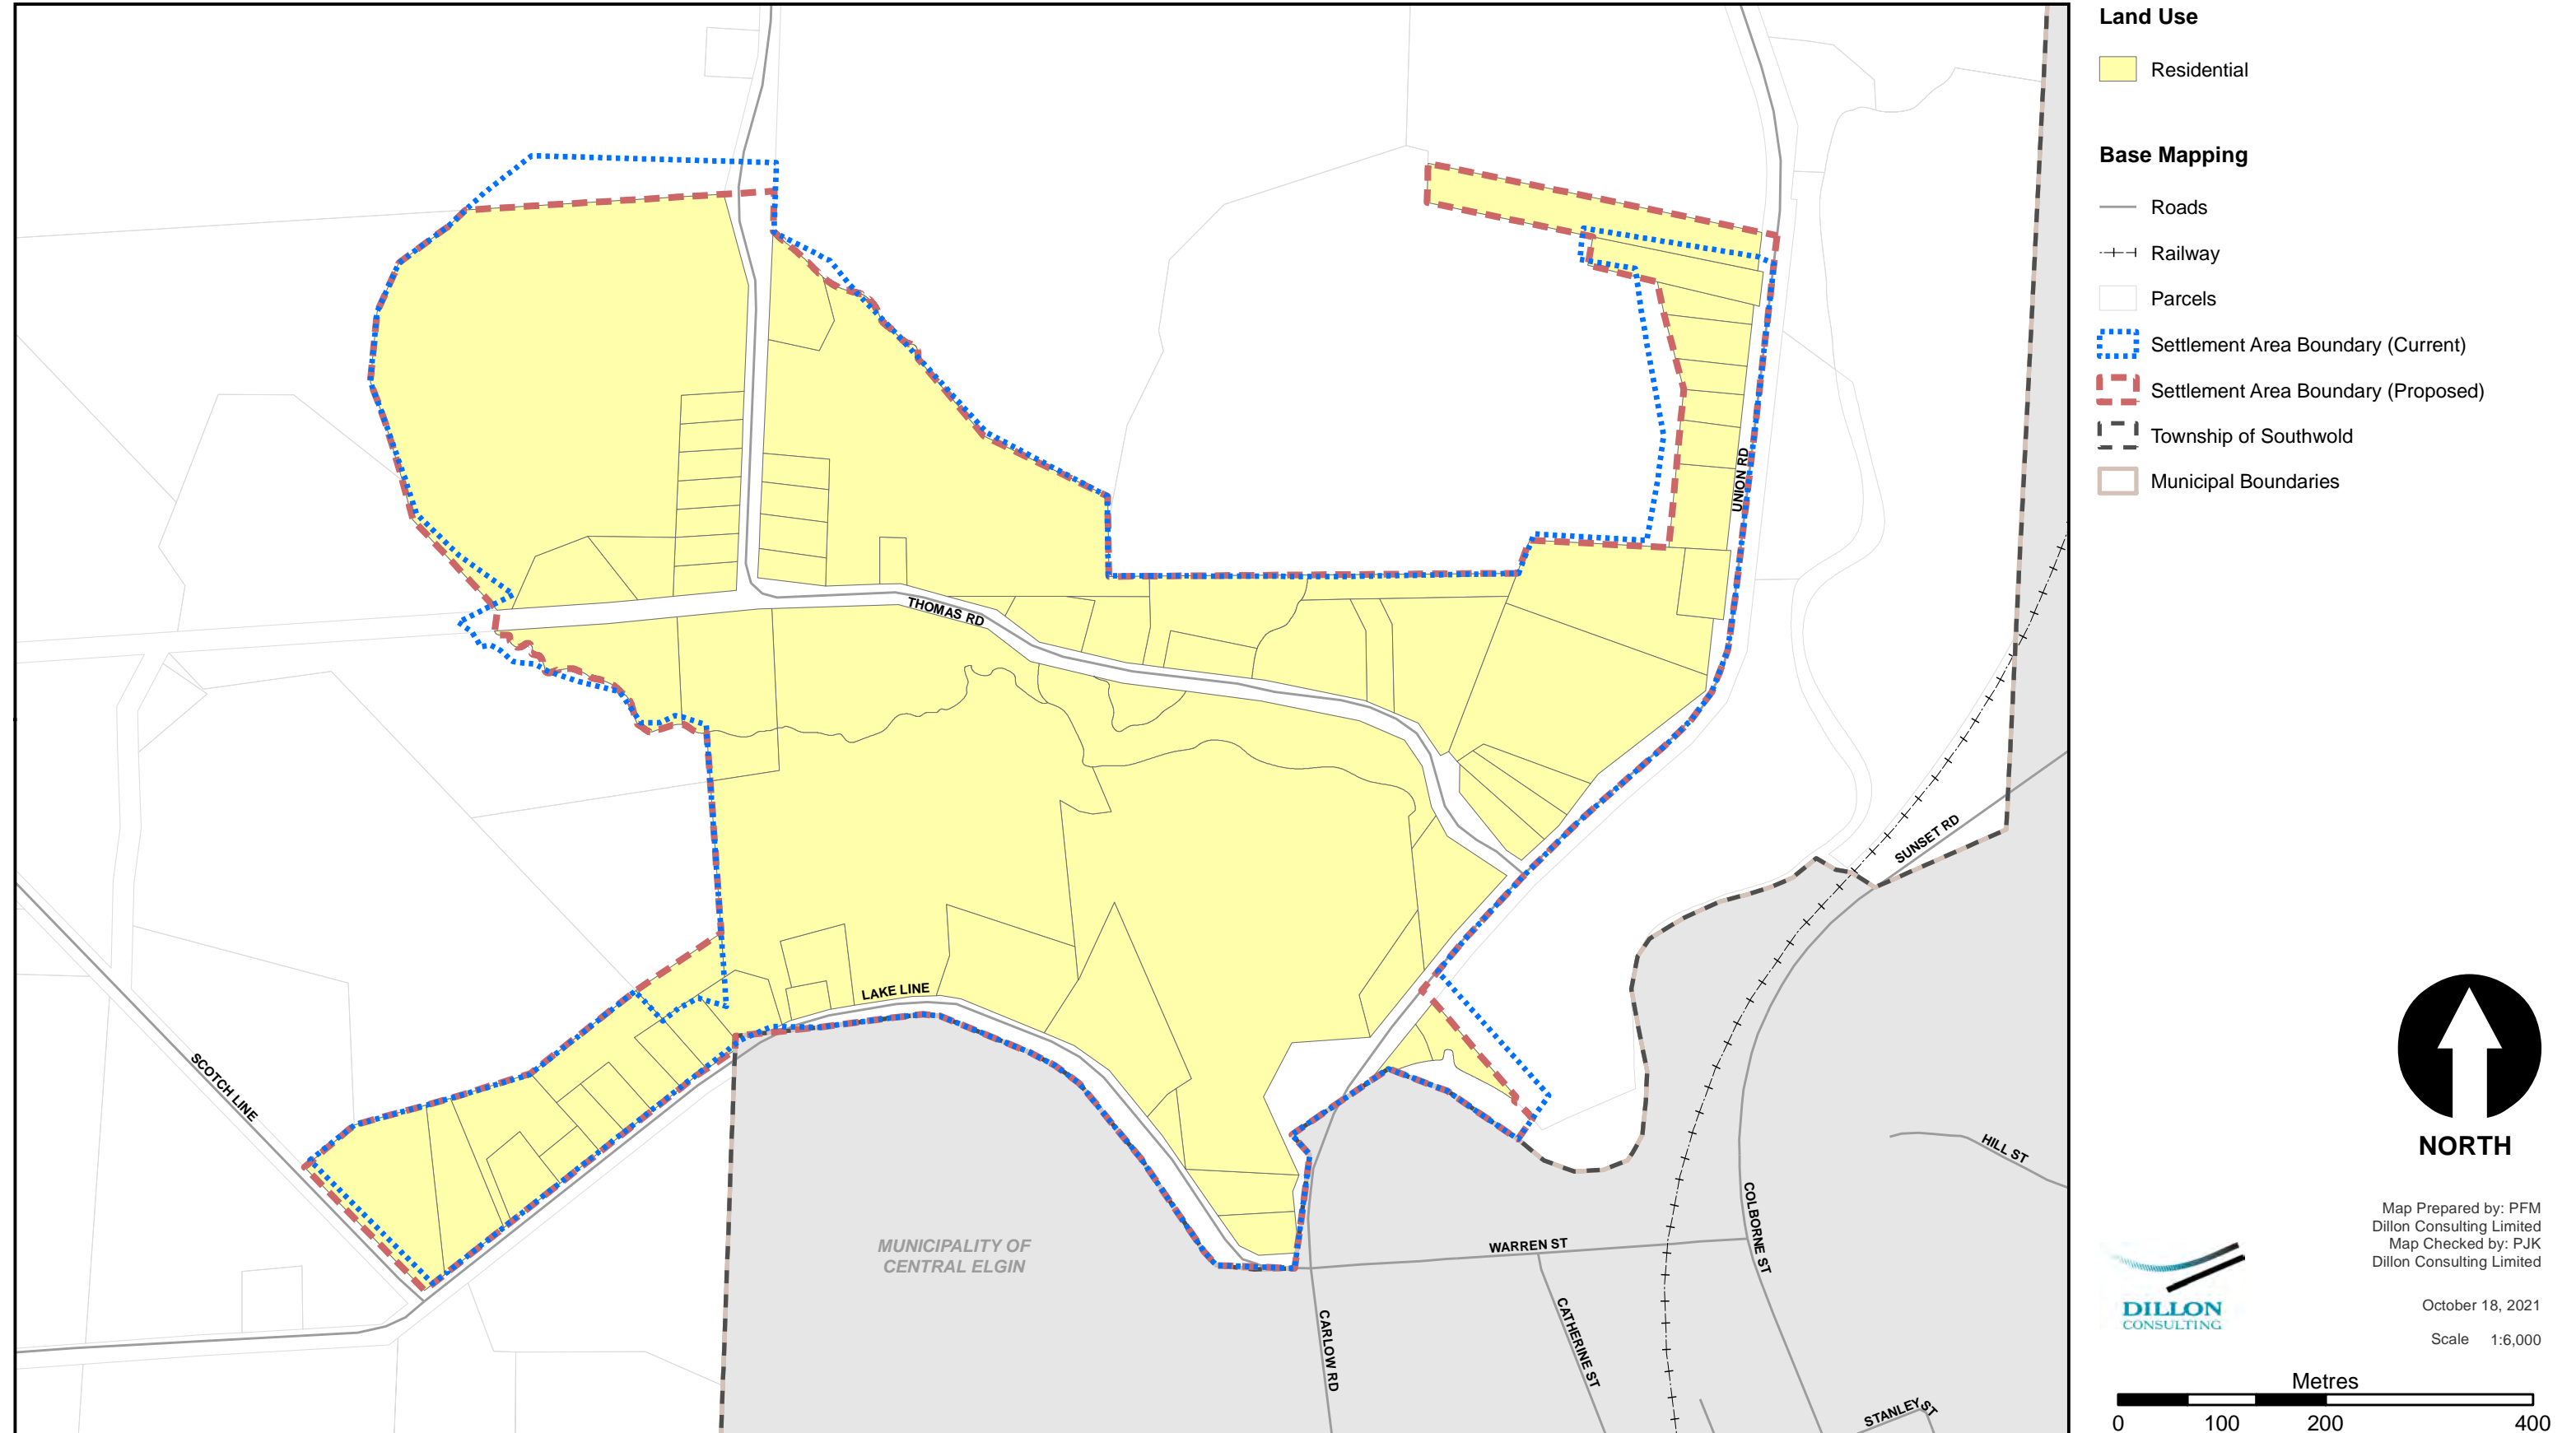 Land Use
Residential
Base Mapping
Roads
Railway
Parcels
Settlement Area Boundary (Current)
Settlement Area Boundary (Proposed)
Township of Southwold
Municipal Boundaries
UNION RD
THOMAS RD
SUNSET RD
LAKE LINE
SCOTCH LINE
HILL ST
COLBORNE ST
WARREN ST
MUNICIPALITY OF
CENTRAL ELGIN
CARLOW RD
CATHERINE ST
STANLEY ST
NORTH
Map Prepared by: PFM
Dillon Consulting Limited
Map Checked by: PJK
Dillon Consulting Limited
DILLON
CONSULTING
October 18, 2021
Scale 1:6,000
Metres
0 100 200 400